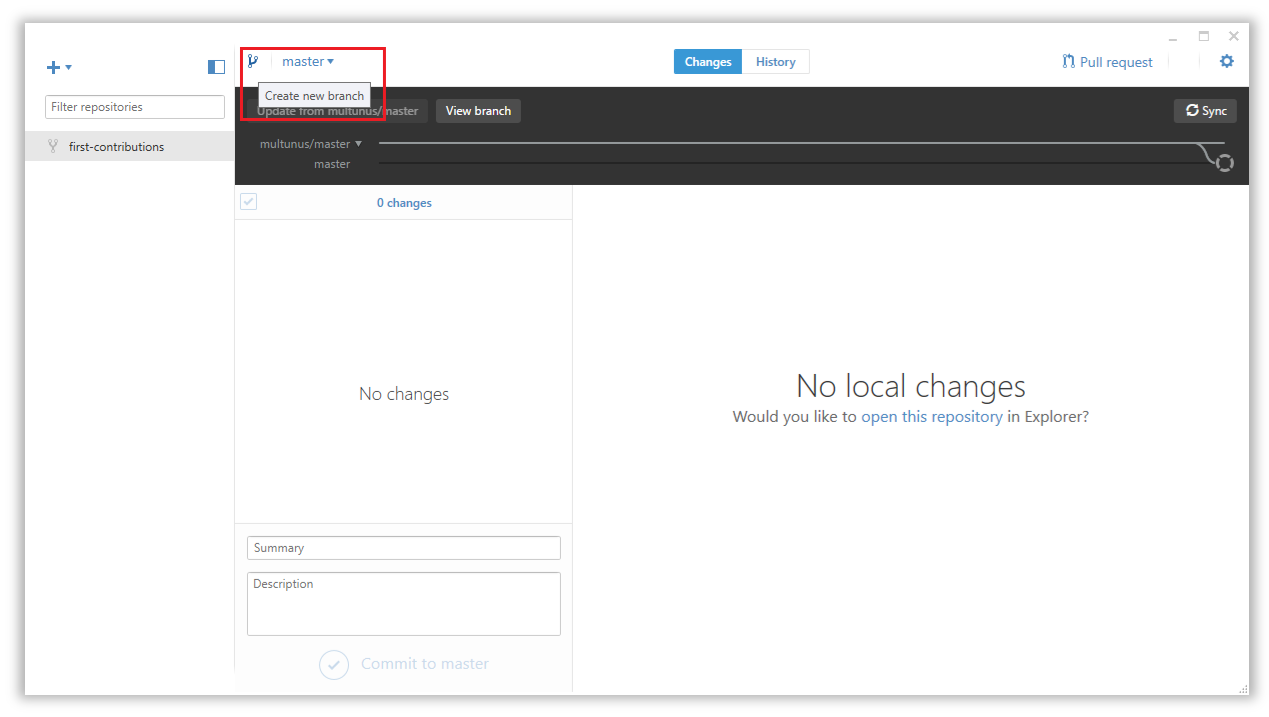 master
Changes
History
Pull request
Create new branch
Filter repositories
Update from multunus/master
View branch
Sync
first-contributions
multunus/master
master
0 changes
No changes
No local changes
Would you like to open this repository in Explorer?
Summary
Description
Commit to master